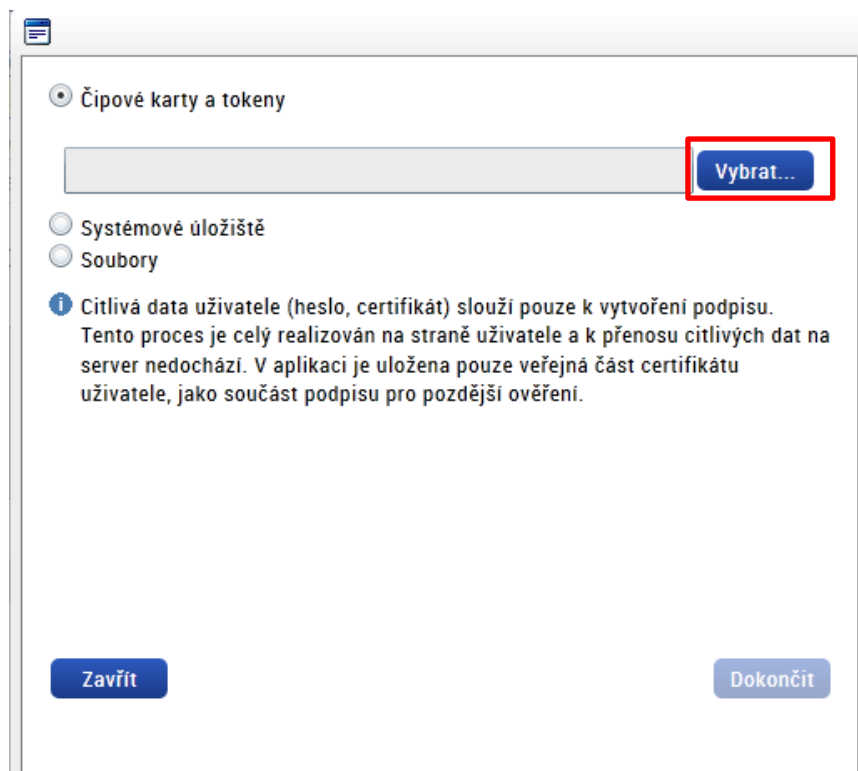 Čipové karty a tokeny
Vybrat...
Systémové úložiště
Soubory
Citlivá data uživatele (heslo, certifikát) slouží pouze k vytvoření podpisu.
Tento proces je celý realizován na straně uživatele a k přenosu citlivých dat na
server nedochází. V aplikaci je uložena pouze veřejná část certifikátu
uživatele, jako součást podpisu pro pozdější ověření.
Zavřít
Dokončit